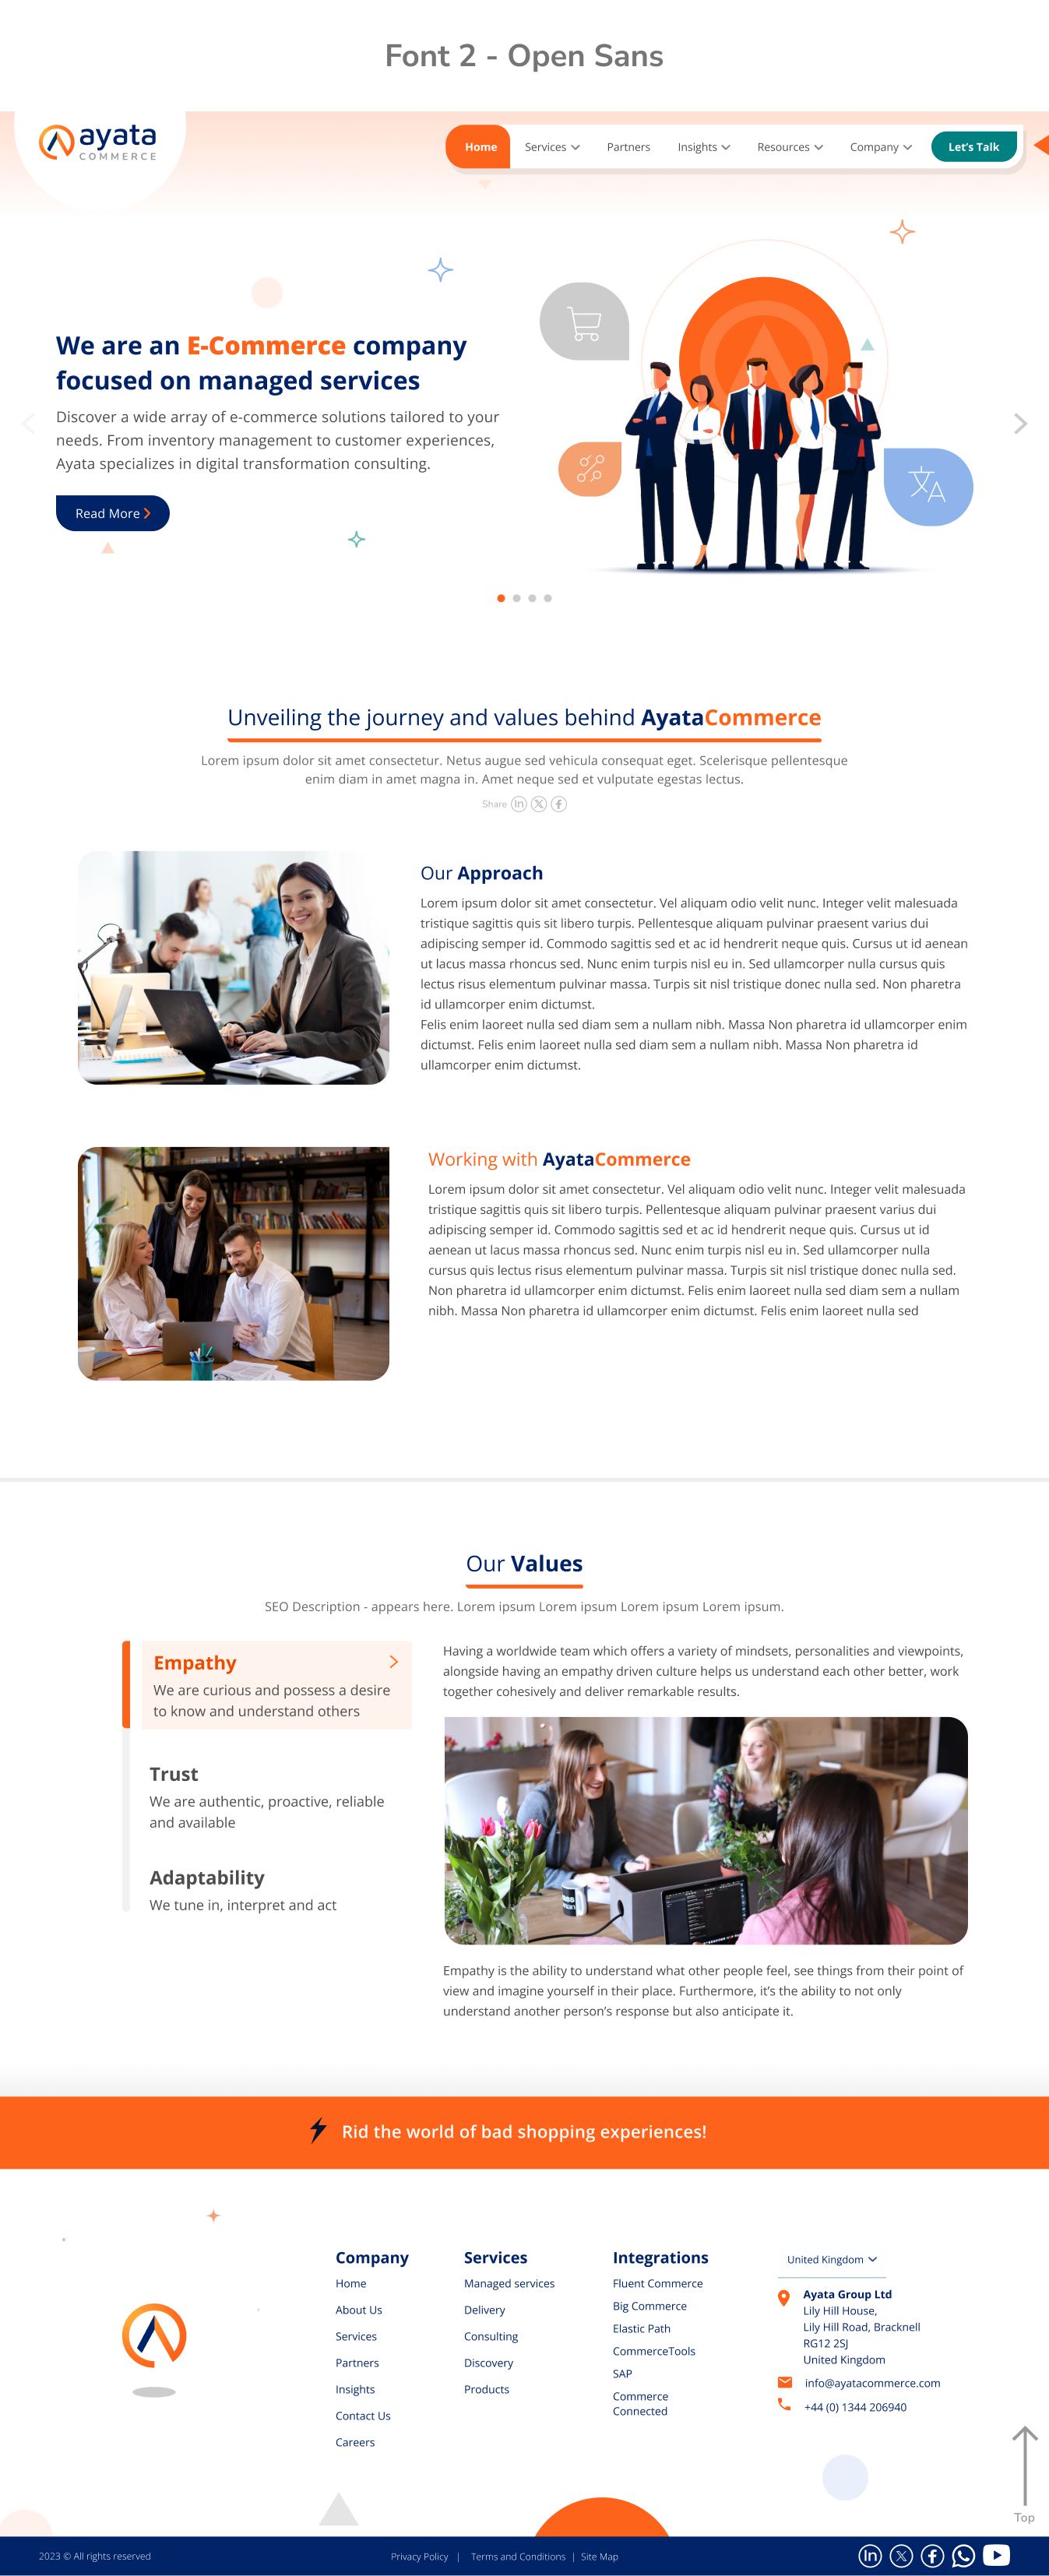 Font 2 - Open Sans
ayata
COMMERCE
Home
Services
Partners
Insights
Resources
Company
Let's Talk
We are an E-Commerce company
focused on managed services
Discover a wide array of e-commerce solutions tailored to your
needs. From inventory management to customer experiences,
Ayata specializes in digital transformation consulting.
Read More
文A
Unveiling the journey and values behind AyataCommerce
Lorem ipsum dolor sit amet consectetur. Netus augue sed vehicula consequat eget. Scelerisque pellentesque
enim diam in amet magna in. Amet neque sed et vulputate egestas lectus.
Share in X f
Our Approach
Lorem ipsum dolor sit amet consectetur. Vel aliquam odio velit nunc. Integer velit malesuada
tristique sagittis quis sit libero turpis. Pellentesque aliquam pulvinar praesent varius dui
adipiscing semper id. Commodo sagittis sed et ac id hendrerit neque quis. Cursus ut id aenean
ut lacus massa rhoncus sed. Nunc enim turpis nisl eu in. Sed ullamcorper nulla cursus quis
lectus risus elementum pulvinar massa. Turpis sit nisl tristique donec nulla sed. Non pharetra
id ullamcorper enim dictumst.
Felis enim laoreet nulla sed diam sem a nullam nibh. Massa Non pharetra id ullamcorper enim
dictumst. Felis enim laoreet nulla sed diam sem a nullam nibh. Massa Non pharetra id
ullamcorper enim dictumst.
Working with AyataCommerce
Lorem ipsum dolor sit amet consectetur. Vel aliquam odio velit nunc. Integer velit malesuada
tristique sagittis quis sit libero turpis. Pellentesque aliquam pulvinar praesent varius dui
adipiscing semper id. Commodo sagittis sed et ac id hendrerit neque quis. Cursus ut id
aenean ut lacus massa rhoncus sed. Nunc enim turpis nisl eu in. Sed ullamcorper nulla
cursus quis lectus risus elementum pulvinar massa. Turpis sit nisl tristique donec nulla sed.
Non pharetra id ullamcorper enim dictumst. Felis enim laoreet nulla sed diam sem a nullam
nibh. Massa Non pharetra id ullamcorper enim dictumst. Felis enim laoreet nulla sed
Our Values
SEO Description - appears here. Lorem ipsum Lorem ipsum Lorem ipsum Lorem ipsum.
Empathy
We are curious and possess a desire
to know and understand others
Trust
We are authentic, proactive, reliable
and available
Adaptability
We tune in, interpret and act
Having a worldwide team which offers a variety of mindsets, personalities and viewpoints,
alongside having an empathy driven culture helps us understand each other better, work
together cohesively and deliver remarkable results.
Empathy is the ability to understand what other people feel, see things from their point of
view and imagine yourself in their place. Furthermore, it's the ability to not only
understand another person's response but also anticipate it.
Rid the world of bad shopping experiences!
Company
Home
About Us
Services
Partners
Insights
Contact Us
Careers
Services
Managed services
Delivery
Consulting
Discovery
Products
Integrations
Fluent Commerce
Big Commerce
Elastic Path
CommerceTools
SAP
Commerce
Connected
United Kingdom
Ayata Group Ltd
Lily Hill House,
Lily Hill Road, Bracknell
RG12 2SJ
United Kingdom
info@ayatacommerce.com
+44 (0) 1344 206940
Top
2023 © All rights reserved
Privacy Policy | Terms and Conditions | Site Map
in X f